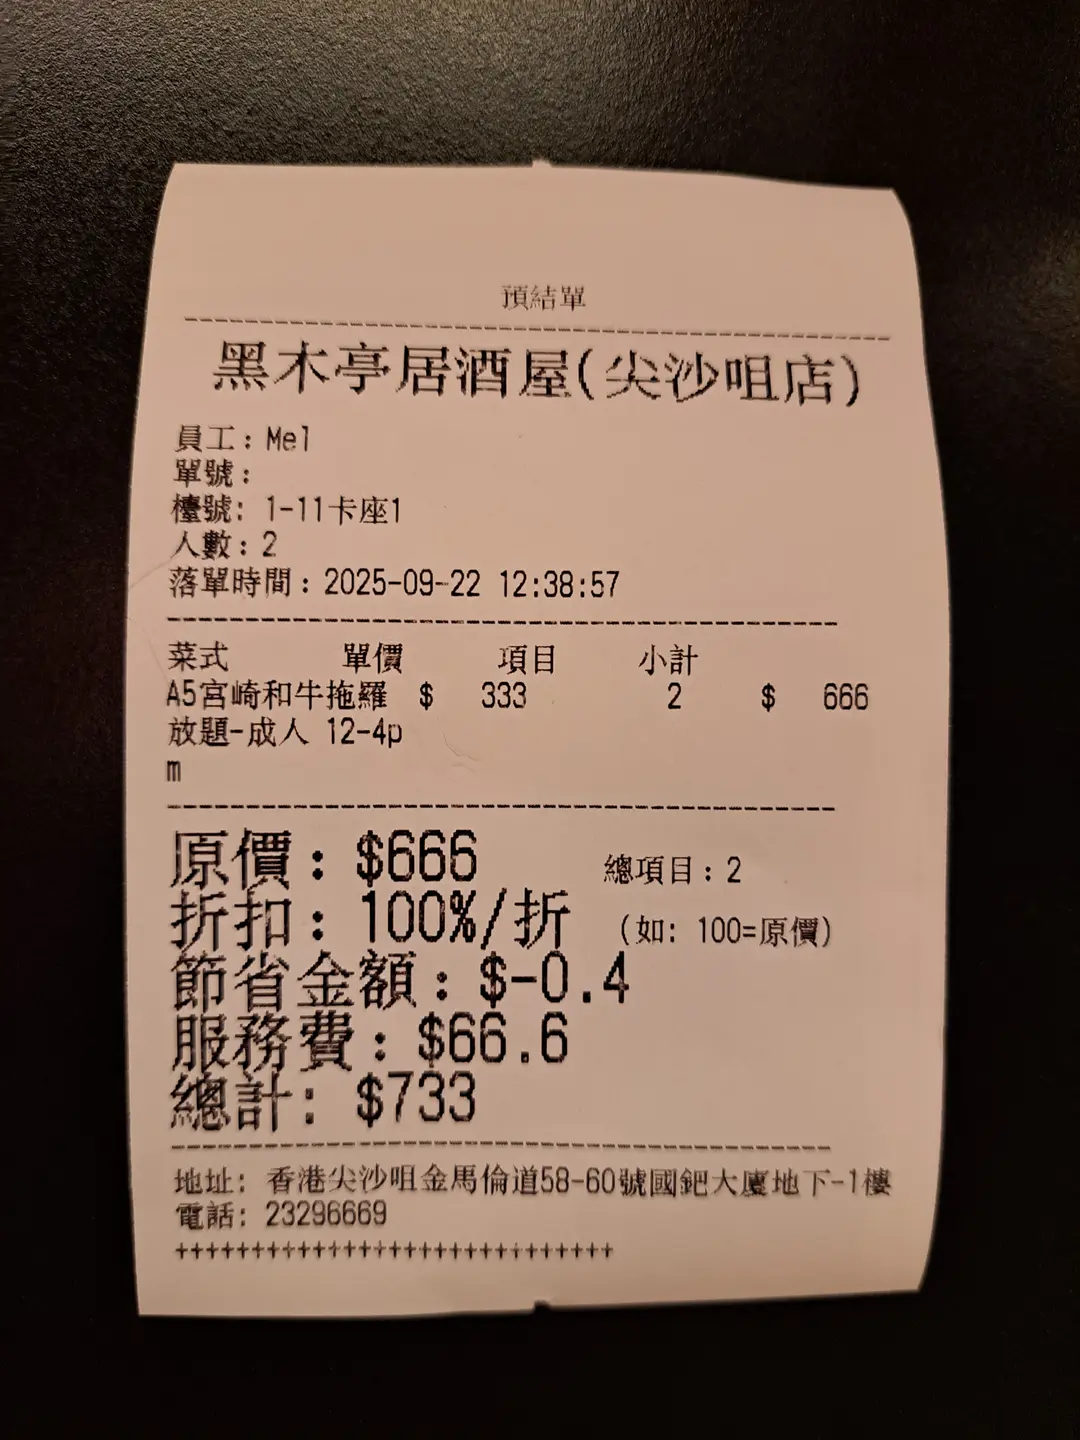 預結單
黑木亭居酒屋(尖沙咀店)
員工: Mel
單號:
檯號: 1-11卡座1
人數: 2
落單時間: 2025-09-22 12:38:57
菜式 單價 項目 小計
A5宮崎和牛拖羅 $ 333 2 $ 666
放題-成人 12-4p
m
原價: $666 總項目: 2
折扣: 100%/折 (如: 100=原價)
節省金額: $-0.4
服務費: $66.6
總計: $733
地址: 香港尖沙咀金馬倫道58-60號國鈀大廈地下-1樓
電話: 23296669
+++++++++++++++++++++++++++++